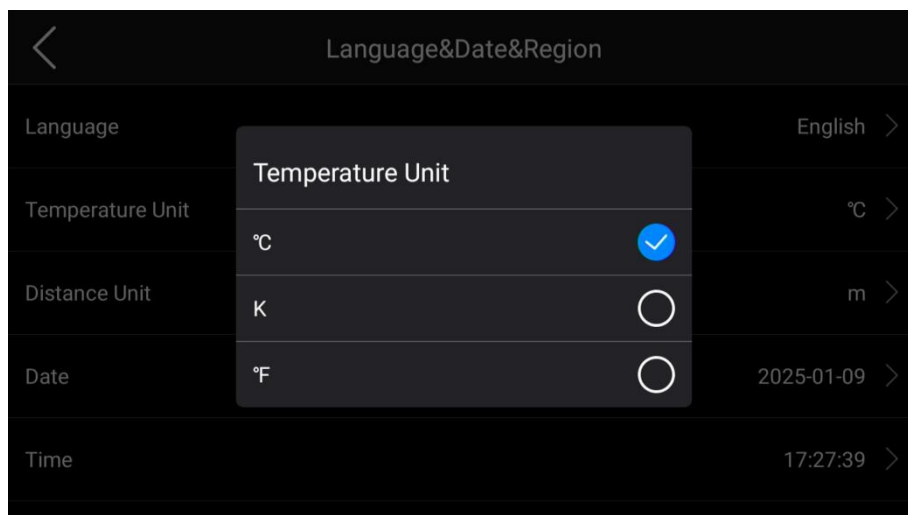 Language&Date&Region
Language English
Temperature Unit
Temperature Unit ℃
℃
Distance Unit m
K
Date 2025-01-09
℉
Time 17:27:39